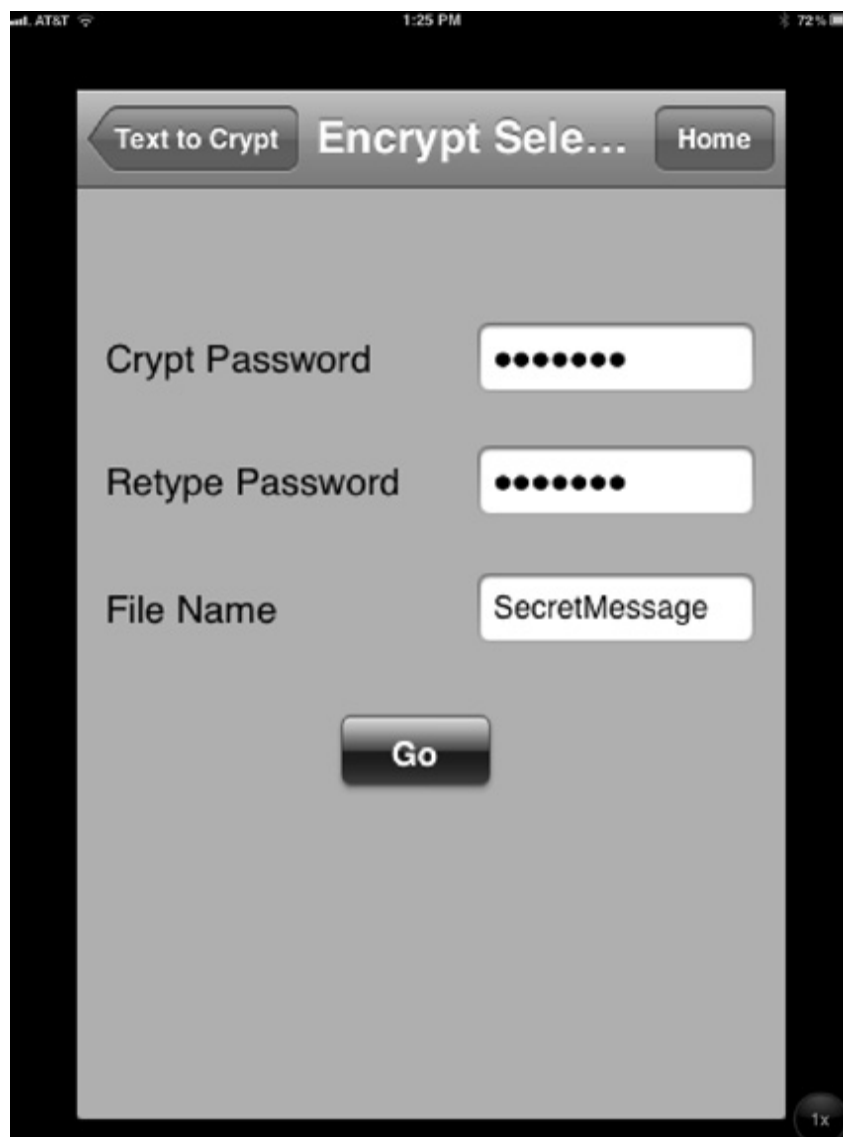 AT&T 1:25 PM 72%
Text to Crypt Encrypt Sele... Home
Crypt Password •••••••
Retype Password •••••••
File Name SecretMessage
Go
1x